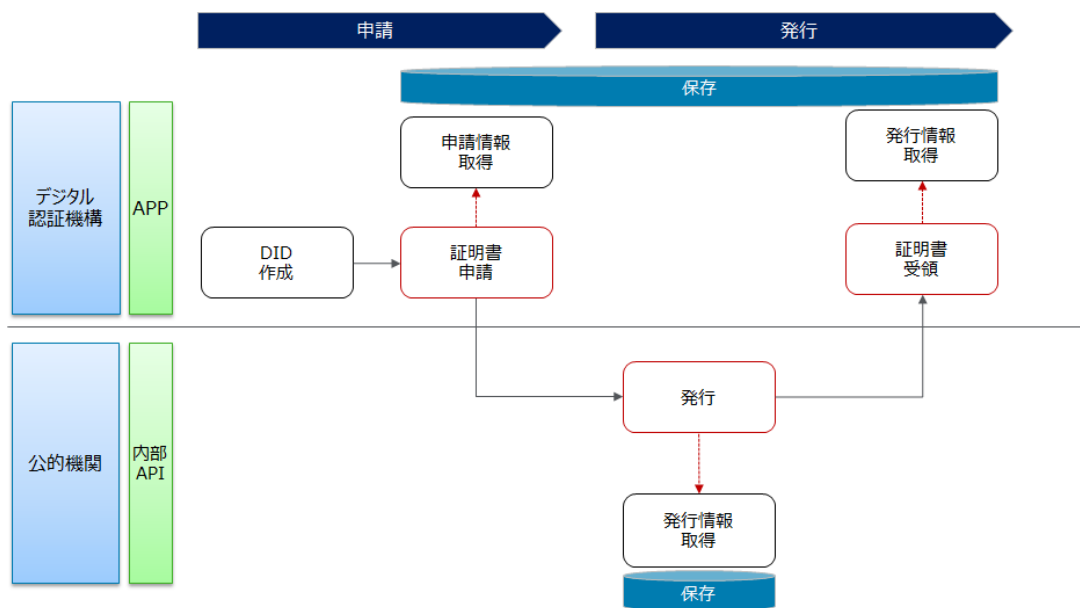 申請
発行
保存
デジタル
認証機構
APP
申請情報
取得
発行情報
取得
DID
作成
証明書
申請
証明書
受領
公的機関
内部
API
発行
発行情報
取得
保存